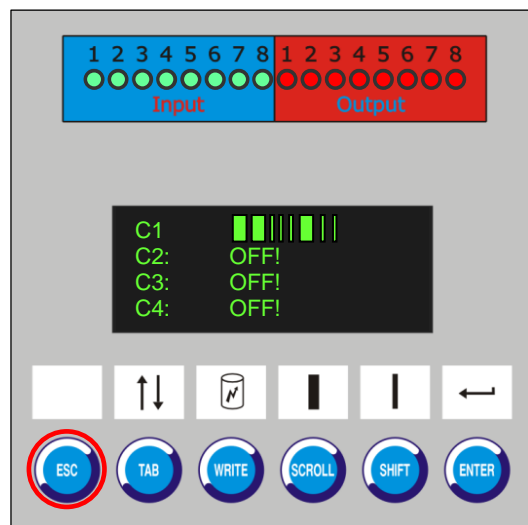 1 2 3 4 5 6 7 8 1 2 3 4 5 6 7 8
Input Output
C1
C2: OFF!
C3: OFF!
C4: OFF!
ESC TAB WRITE SCROLL SHIFT ENTER